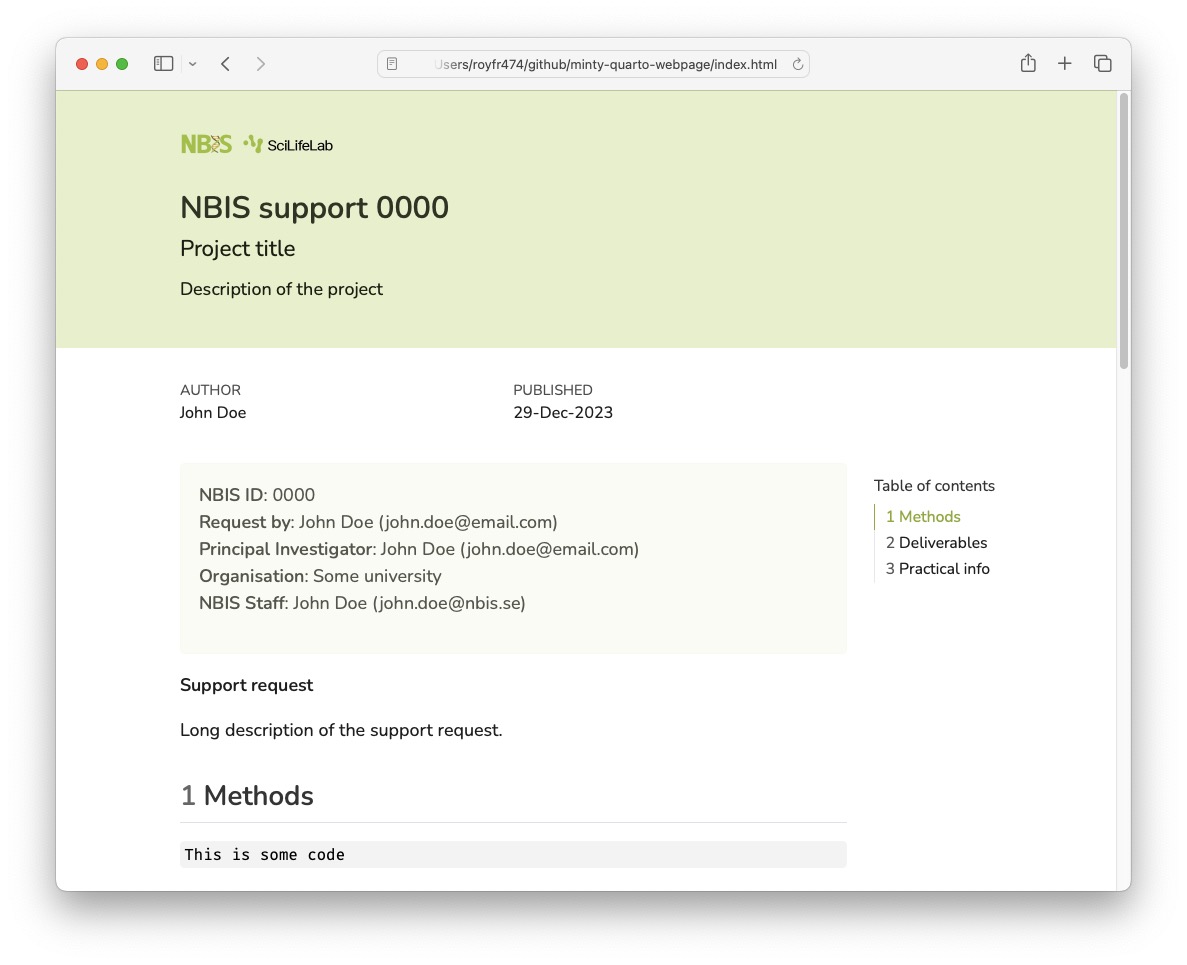 Users/royfr474/github/minty-quarto-webpage/index.html
NBIS SciLifeLab
NBIS support 0000
Project title
Description of the project
AUTHOR
John Doe
PUBLISHED
29-Dec-2023
NBIS ID: 0000
Request by: John Doe (john.doe@email.com)
Principal Investigator: John Doe (john.doe@email.com)
Organisation: Some university
NBIS Staff: John Doe (john.doe@nbis.se)
Table of contents
1 Methods
2 Deliverables
3 Practical info
Support request
Long description of the support request.
1 Methods
This is some code